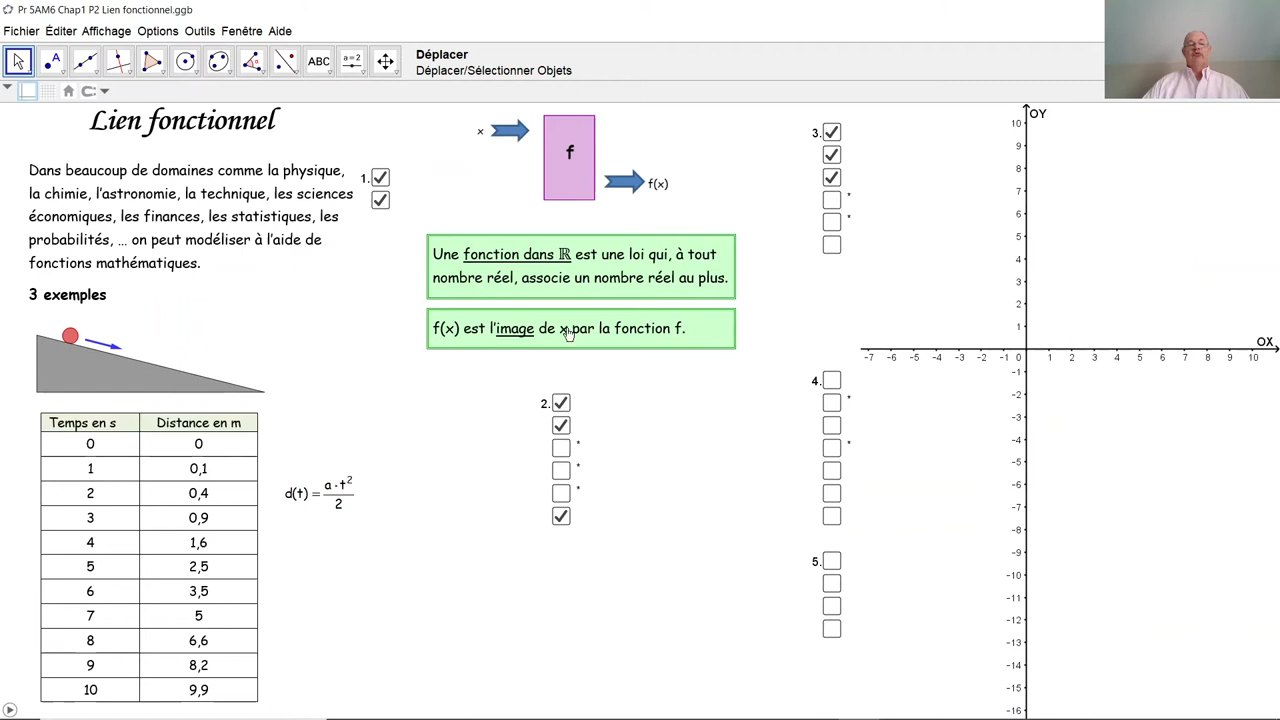 Pr 5AM6 Chap1 P2 Lien fonctionnel.ggb
Fichier Éditer Affichage Options Outils Fenêtre Aide
A
ABC
a=2
Déplacer
Déplacer/Sélectionner Objets
Lien fonctionnel
Dans beaucoup de domaines comme la physique,
la chimie, l'astronomie, la technique, les sciences
économiques, les finances, les statistiques, les
probabilités, … on peut modéliser à l'aide de
fonctions mathématiques.
3 exemples
Temps en s Distance en m
0 0
1 0,1
2 0,4
3 0,9
4 1,6
5 2,5
6 3,5
7 5
8 6,6
9 8,2
10 9,9
d(t) = a·t²/2
1.
x
f
f(x)
Une fonction dans ℝ est une loi qui, à tout
nombre réel, associe un nombre réel au plus.
f(x) est l'image de x par la fonction f.
2.
*
*
*
3.
*
*
4.
*
*
5.
OY
10
9
8
7
6
5
4
3
2
1
OX
-7 -6 -5 -4 -3 -2 -1 0 1 2 3 4 5 6 7 8 9 10
-1
-2
-3
-4
-5
-6
-7
-8
-9
-10
-11
-12
-13
-14
-15
-16